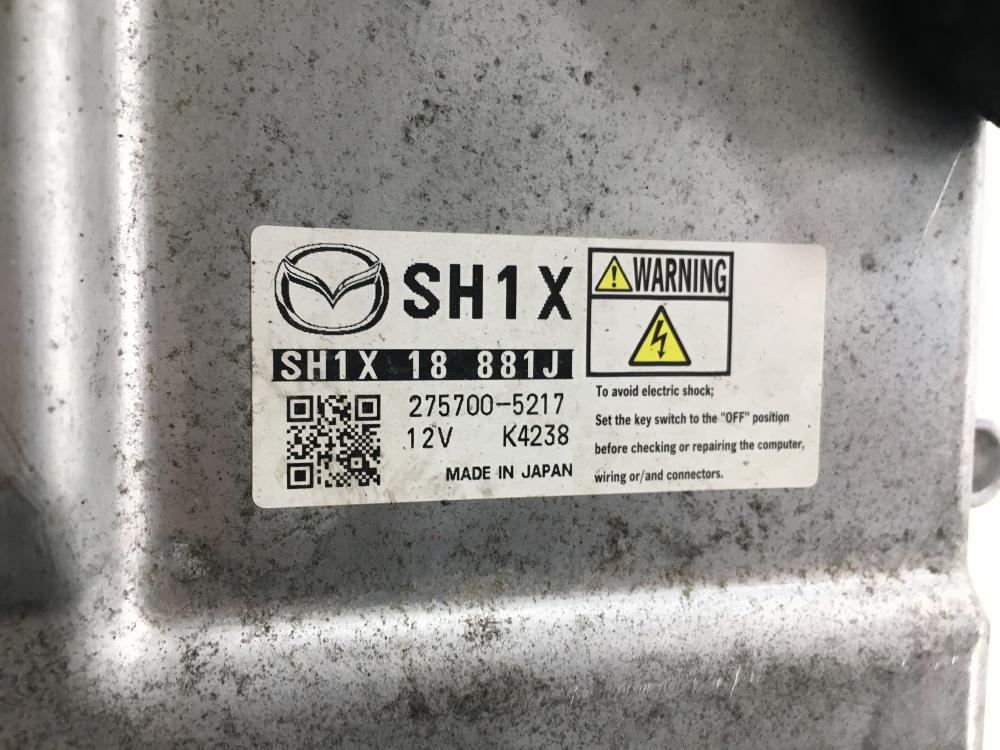 SH1X
SH1X 18 881J
275700-5217
12V K4238
MADE IN JAPAN
WARNING
To avoid electric shock;
Set the key switch to the "OFF" position
before checking or repairing the computer,
wiring or/and connectors.